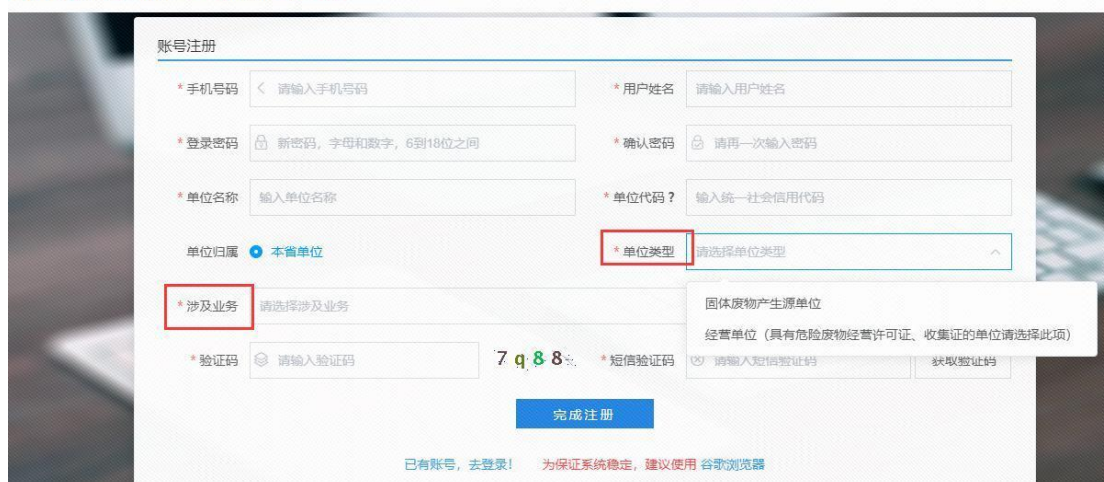 账号注册
*手机号码 请输入手机号码 *用户姓名 请输入用户姓名
*登录密码 新密码，字母和数字，6到18位之间 *确认密码 请再一次输入密码
*单位名称 输入单位名称 *单位代码？ 输入统一社会信用代码
单位归属 本省单位 *单位类型 请选择单位类型
*涉及业务 请选择涉及业务 固体废物产生源单位
经营单位（具有危险废物经营许可证、收集证的单位请选择此项）
*验证码 请输入验证码 7q88 *短信验证码 请输入短信验证码 获取验证码
完成注册
已有账号，去登录！ 为保证系统稳定，建议使用 谷歌浏览器